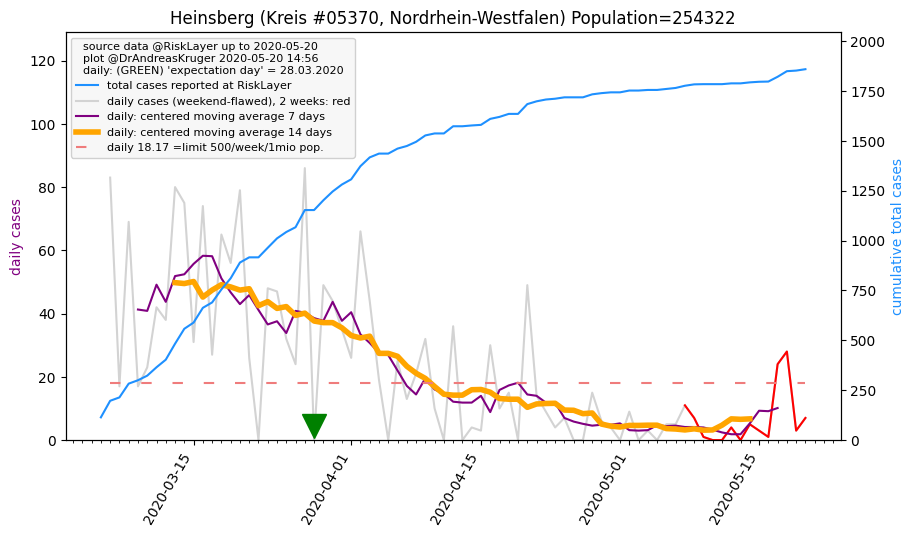 Heinsberg (Kreis #05370, Nordrhein-Westfalen) Population=254322
source data @RiskLayer up to 2020-05-20
plot @DrAndreasKruger 2020-05-20 14:56
daily: (GREEN) 'expectation day' = 28.03.2020
total cases reported at RiskLayer
daily cases (weekend-flawed), 2 weeks: red
daily: centered moving average 7 days
daily: centered moving average 14 days
daily 18.17 =limit 500/week/1mio pop.
daily cases
120
100
80
60
40
20
0
cumulative total cases
2000
1750
1500
1250
1000
750
500
250
0
2020-03-15
2020-04-01
2020-04-15
2020-05-01
2020-05-15